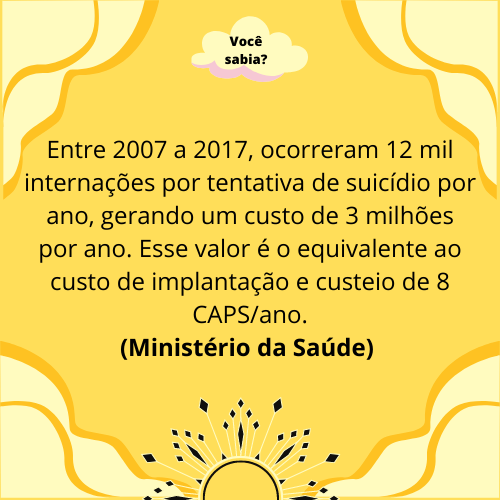 Você
sabia?
Entre 2007 a 2017, ocorreram 12 mil
internações por tentativa de suicídio por
ano, gerando um custo de 3 milhões
por ano. Esse valor é o equivalente ao
custo de implantação e custeio de 8
CAPS/ano.
(Ministério da Saúde)